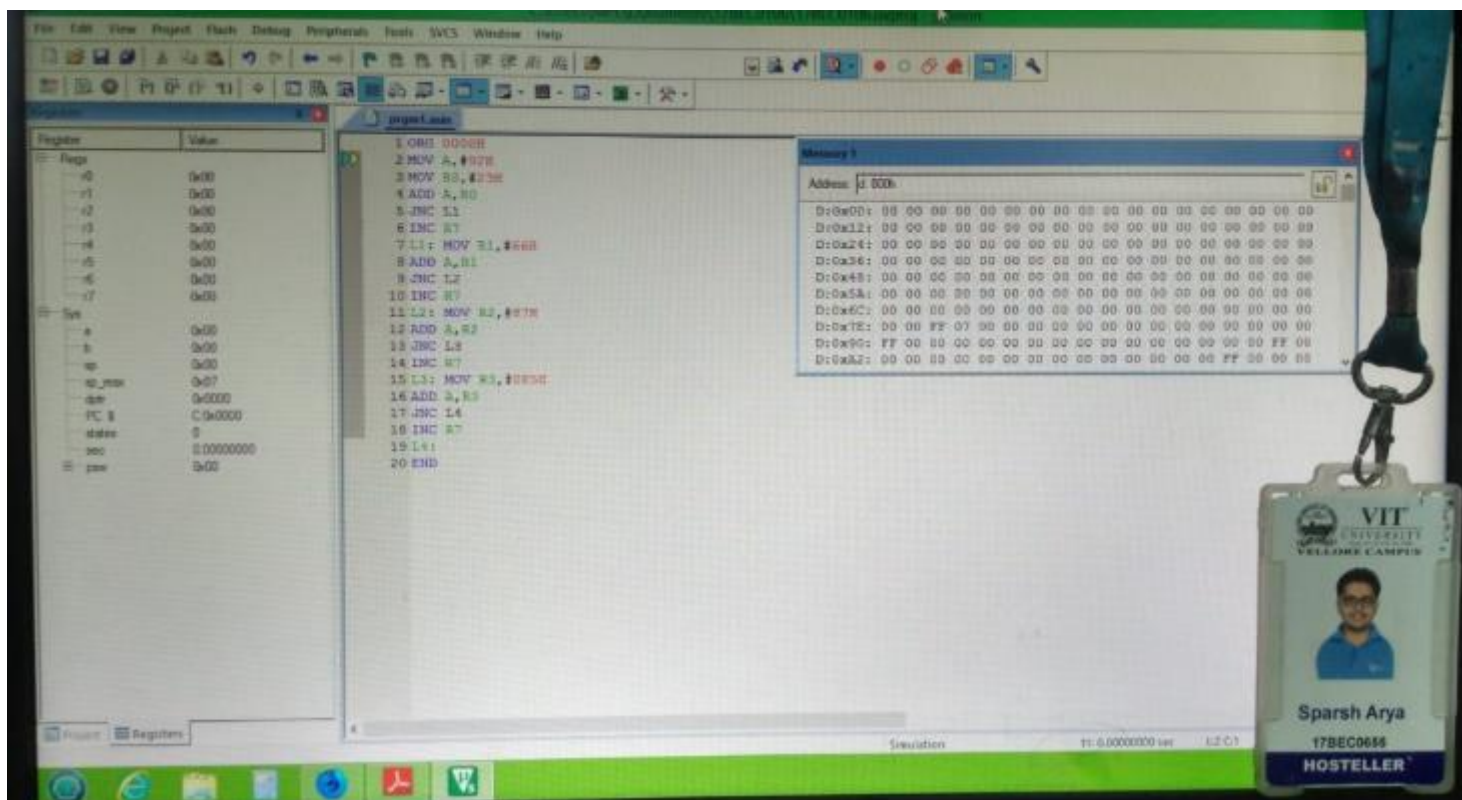 File Edit View Project Flash Debug Peripherals Tools SVCS Window Help
Registers
Register Value
Regs
r0 0x00
r1 0x00
r2 0x00
r3 0x00
r4 0x00
r5 0x00
r6 0x00
r7 0x00
Sys
a 0x00
b 0x00
sp
sp_max 0x07
dptr 0x0000
PC $ C:0x0000
states 0
sec 0.00000000
psw 0x00
Project Registers
1 ORG 0000H
2 MOV A,#92H
3 MOV R0,#23H
4 ADD A,R0
5 JNC L1
6 INC R7
7 L1: MOV R1,#66H
8 ADD A,R1
9 JNC L2
10 INC R7
11 L2: MOV R2,#87H
12 ADD A,R2
13 JNC L3
14 INC R7
15 L3: MOV R3,
16 ADD A,R3
17 JNC L4
18 INC R7
19 L4:
20 END
Memory 1
Address: d:000h
D:0x00: 00 00 00 00 00 00 00 00 00 00 00 00 00 00 00 00 00 00
D:0x12: 00 00 00 00 00 00 00 00 00 00 00 00 00 00 00 00 00 00
D:0x24: 00 00 00 00 00 00 00 00 00 00 00 00 00 00 00 00 00 00
D:0x36: 00 00 00 00 00 00 00 00 00 00 00 00 00 00 00 00 00 00
D:0x48: 00 00 00 00 00 00 00 00 00 00 00 00 00 00 00 00 00 00
D:0x5A: 00 00 00 00 00 00 00 00 00 00 00 00 00 00 00 00 00 00
D:0x6C: 00 00 00 00 00 00 00 00 00 00 00 00 00 00 00 00 00 00
D:0x7E: 00 00 FF 07 00 00 00 00 00 00 00 00 00 00 00 00 00 00
D:0x90: FF 00 00 00 00 00 00 00 00 00 00 00 00 00 00 00 FF 00
D:0xA2: 00 00 00 00 00 00 00 00 00 00 00 00 00 00 FF 00 00 00
Simulation t1: 0.00000000 sec L:2 C:1
VIT
UNIVERSITY
VELLORE CAMPUS
Sparsh Arya
17BEC0656
HOSTELLER